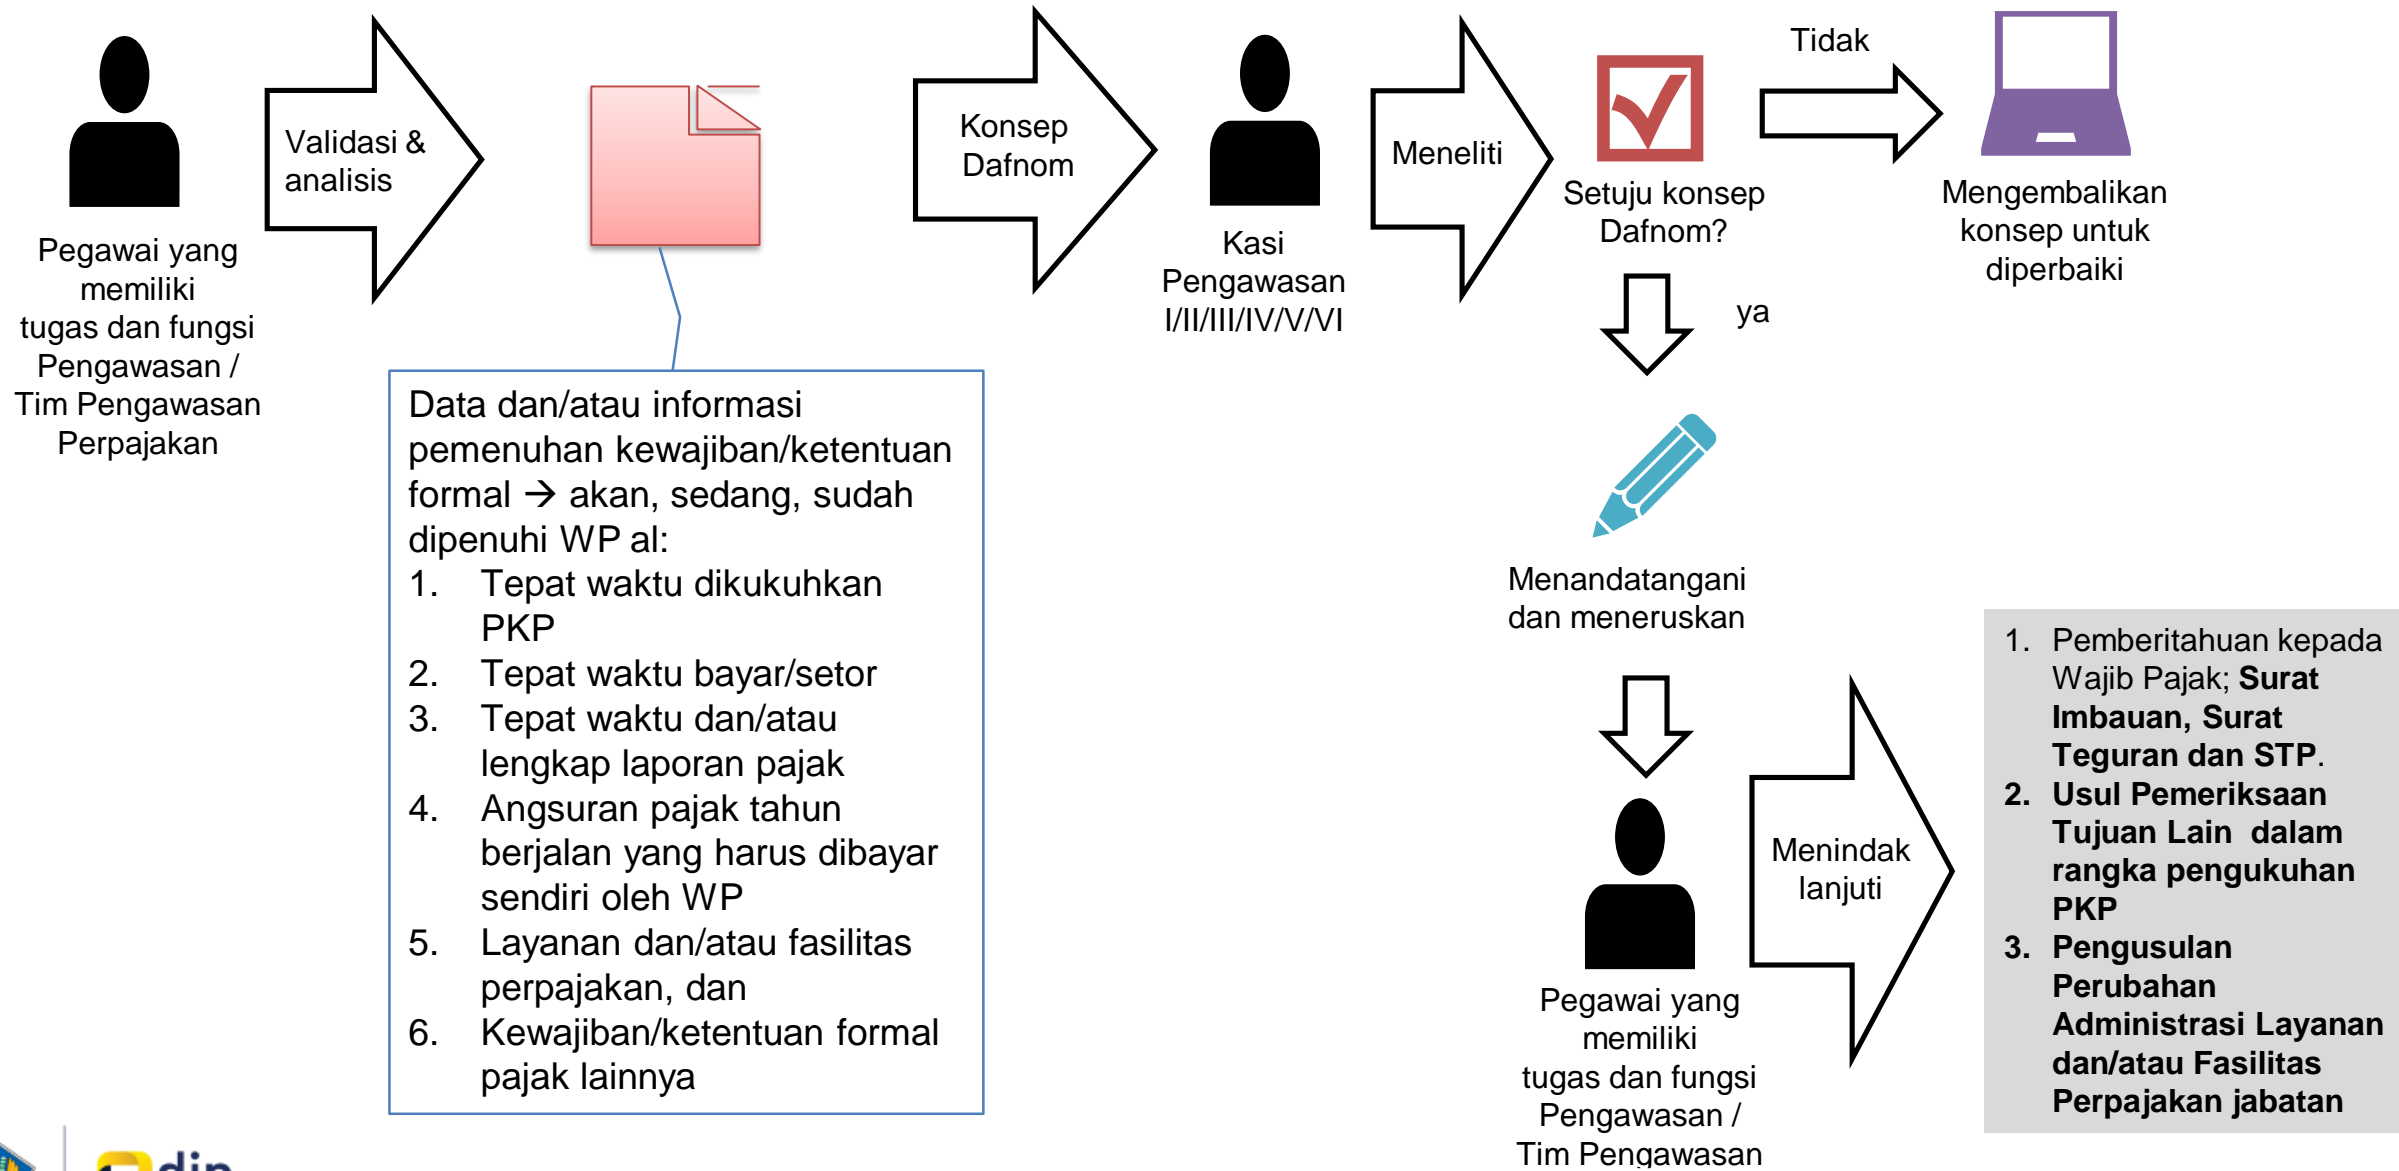 Pegawai yang
memiliki
tugas dan fungsi
Pengawasan /
Tim Pengawasan
Perpajakan
Validasi &
analisis
Data dan/atau informasi
pemenuhan kewajiban/ketentuan
formal → akan, sedang, sudah
dipenuhi WP al:
1. Tepat waktu dikukuhkan
PKP
2. Tepat waktu bayar/setor
3. Tepat waktu dan/atau
lengkap laporan pajak
4. Angsuran pajak tahun
berjalan yang harus dibayar
sendiri oleh WP
5. Layanan dan/atau fasilitas
perpajakan, dan
6. Kewajiban/ketentuan formal
pajak lainnya
Konsep
Dafnom
Kasi
Pengawasan
I/II/III/IV/V/VI
Meneliti
Setuju konsep
Dafnom?
Tidak
Mengembalikan
konsep untuk
diperbaiki
ya
Menandatangani
dan meneruskan
Pegawai yang
memiliki
tugas dan fungsi
Pengawasan /
Tim Pengawasan
Menindak
lanjuti
1. Pemberitahuan kepada
Wajib Pajak; Surat
Imbauan, Surat
Teguran dan STP.
2. Usul Pemeriksaan
Tujuan Lain dalam
rangka pengukuhan
PKP
3. Pengusulan
Perubahan
Administrasi Layanan
dan/atau Fasilitas
Perpajakan jabatan